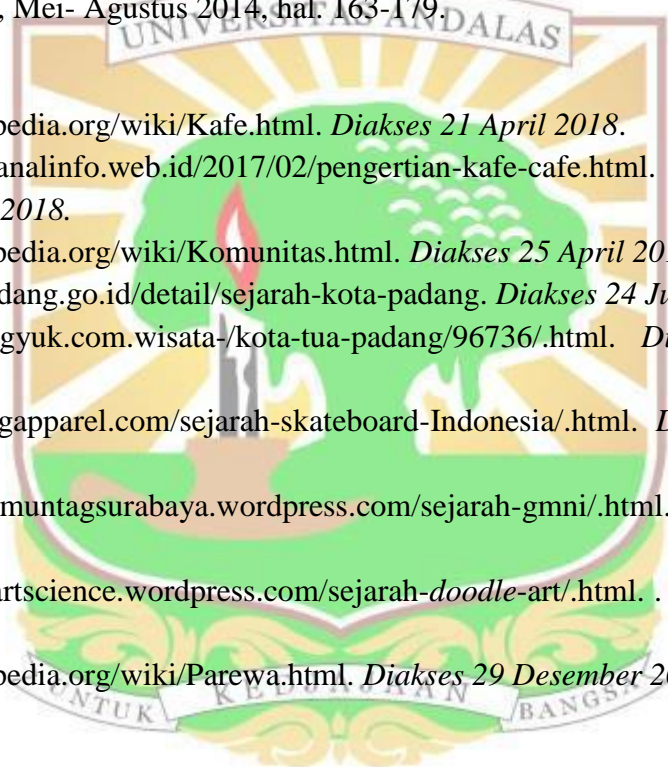 , Mei- Agustus 2014, hal. 163-179.
UNIVERSITAS ANDALAS
pedia.org/wiki/Kafe.html. Diakses 21 April 2018.
analinfo.web.id/2017/02/pengertian-kafe-cafe.html.
2018.
pedia.org/wiki/Komunitas.html. Diakses 25 April 201
dang.go.id/detail/sejarah-kota-padang. Diakses 24 Ju
gyuk.com.wisata-/kota-tua-padang/96736/.html. Di
gapparel.com/sejarah-skateboard-Indonesia/.html. D
muntagsurabaya.wordpress.com/sejarah-gmni/.html.
artscience.wordpress.com/sejarah-doodle-art/.html. .
pedia.org/wiki/Parewa.html. Diakses 29 Desember 20
UNTUK KEDJAJAAN BANGSA